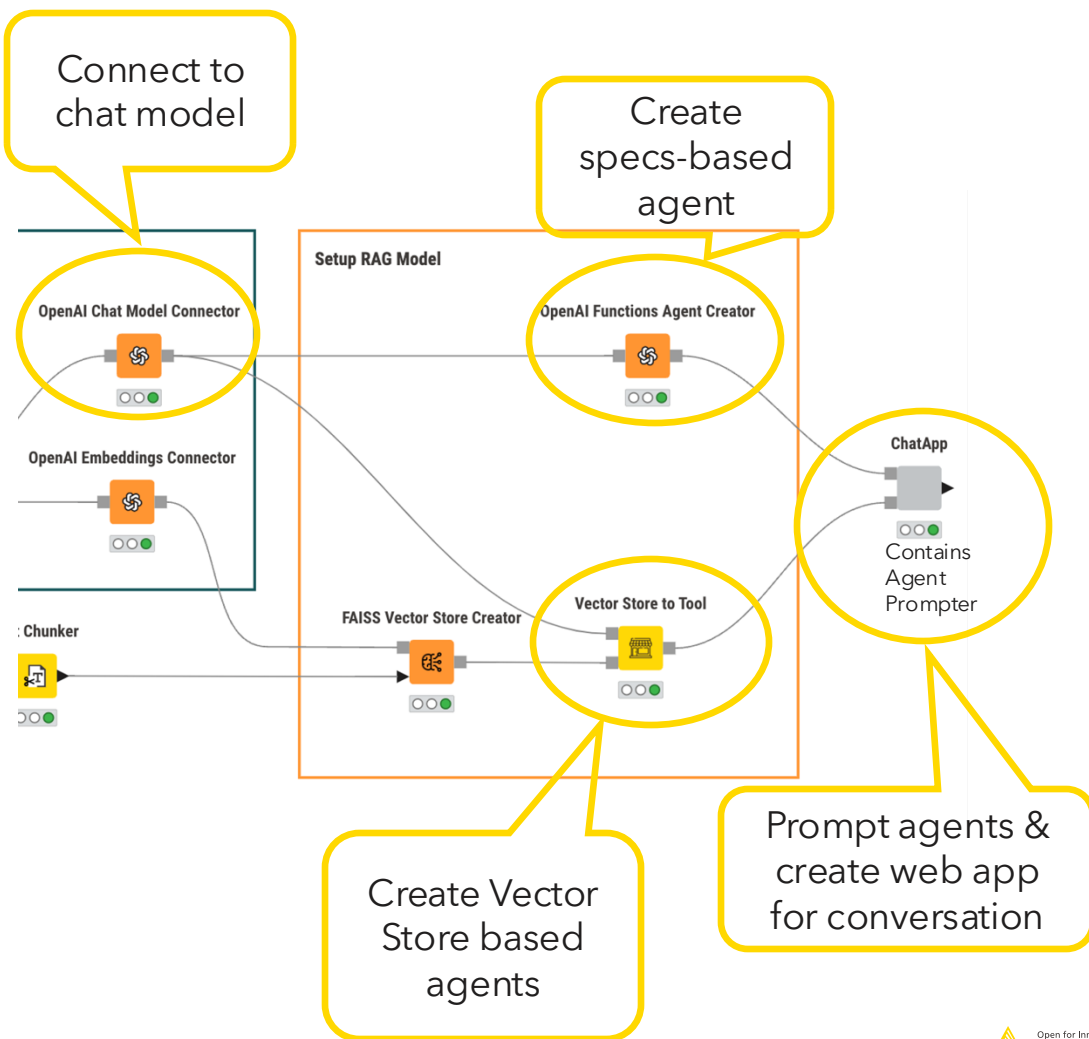 Connect to
chat model
Create
specs-based
agent
Setup RAG Model
OpenAI Chat Model Connector
OpenAI Functions Agent Creator
ChatApp
OpenAI Embeddings Connector
Contains
Agent
Prompter
FAISS Vector Store Creator
Vector Store to Tool
Chunker
T
Create Vector
Store based
agents
Prompt agents &
create web app
for conversation
Open for